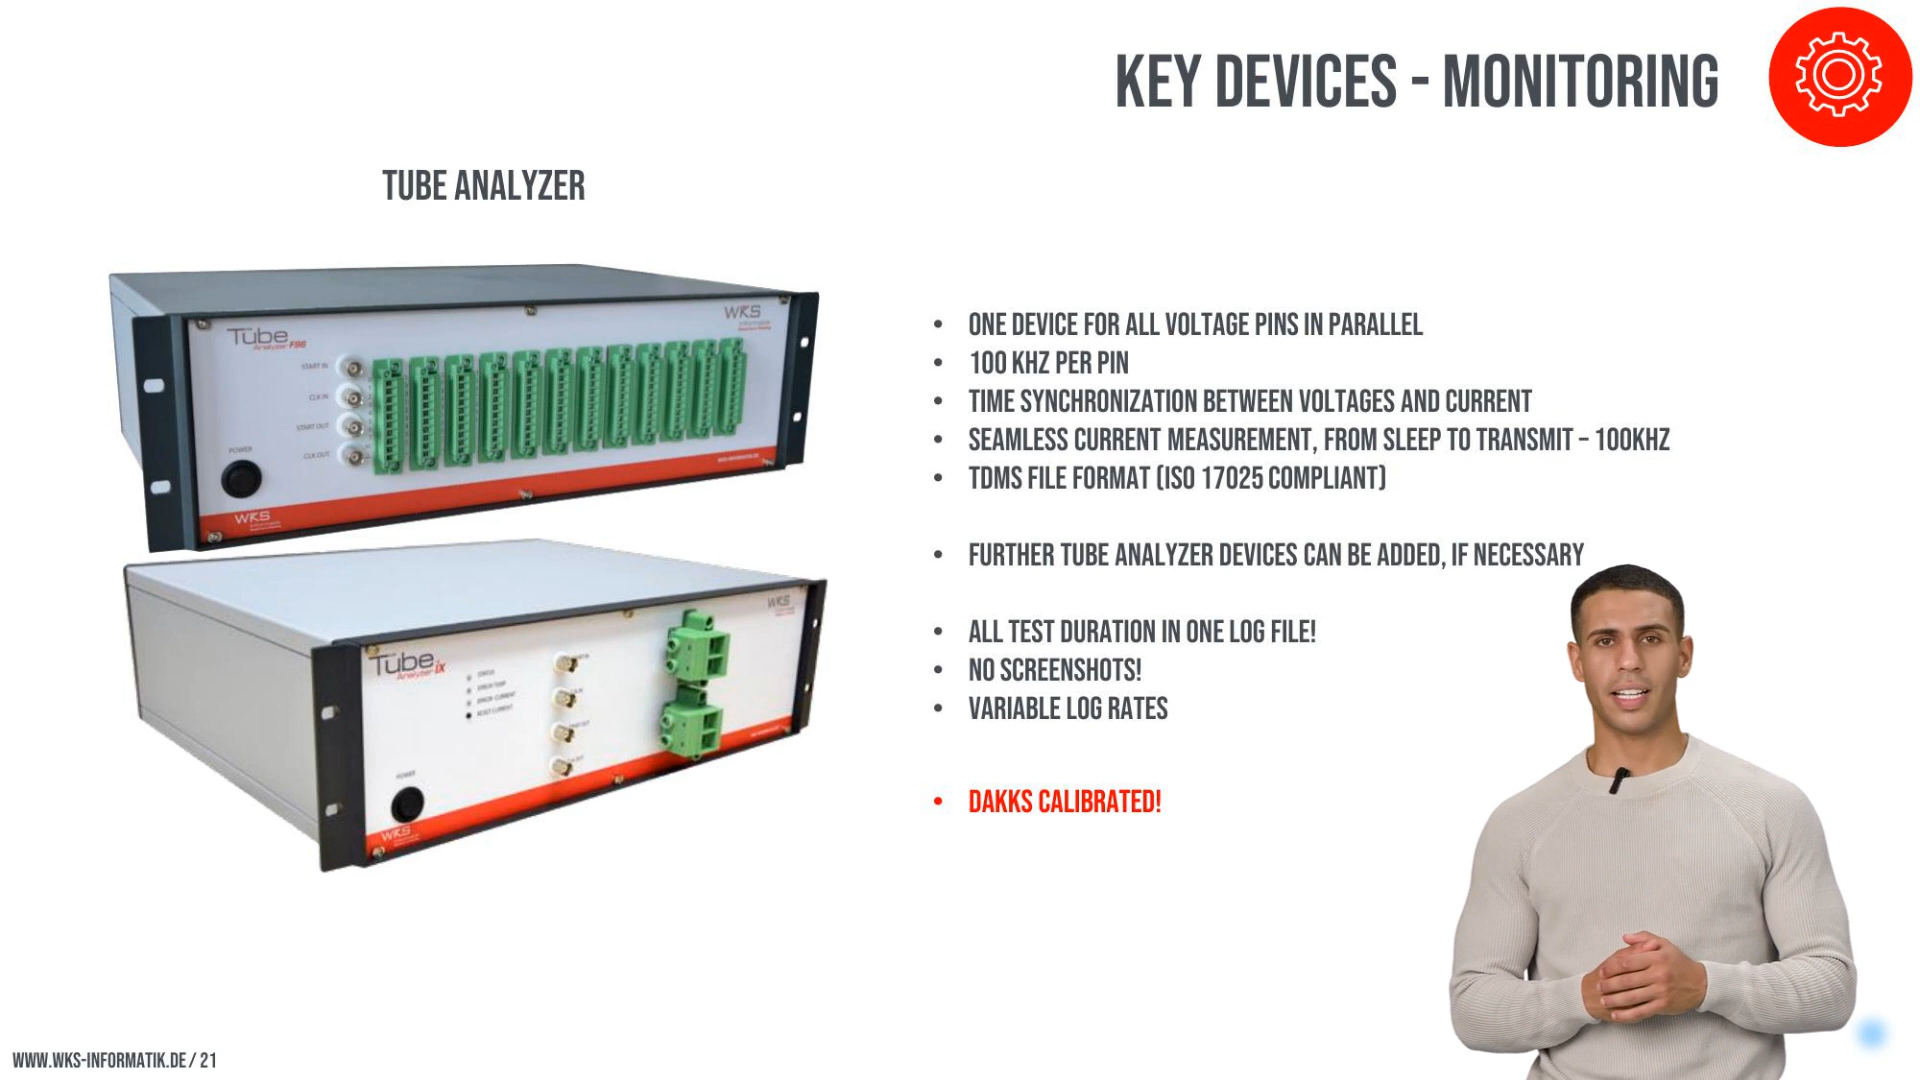 KEY DEVICES - MONITORING
TUBE ANALYZER
Tube
Analyzer F98
WKS
START IN
CLK IN
START OUT
CLK OUT
POWER
WKS
Tube
Analyzer ix
WKS
STATUS
POWER
WKS
• ONE DEVICE FOR ALL VOLTAGE PINS IN PARALLEL
• 100 KHZ PER PIN
• TIME SYNCHRONIZATION BETWEEN VOLTAGES AND CURRENT
• SEAMLESS CURRENT MEASUREMENT, FROM SLEEP TO TRANSMIT – 100KHZ
• TDMS FILE FORMAT (ISO 17025 COMPLIANT)
• FURTHER TUBE ANALYZER DEVICES CAN BE ADDED, IF NECESSARY
• ALL TEST DURATION IN ONE LOG FILE!
• NO SCREENSHOTS!
• VARIABLE LOG RATES
• DAKKS CALIBRATED!
WWW.WKS-INFORMATIK.DE / 21